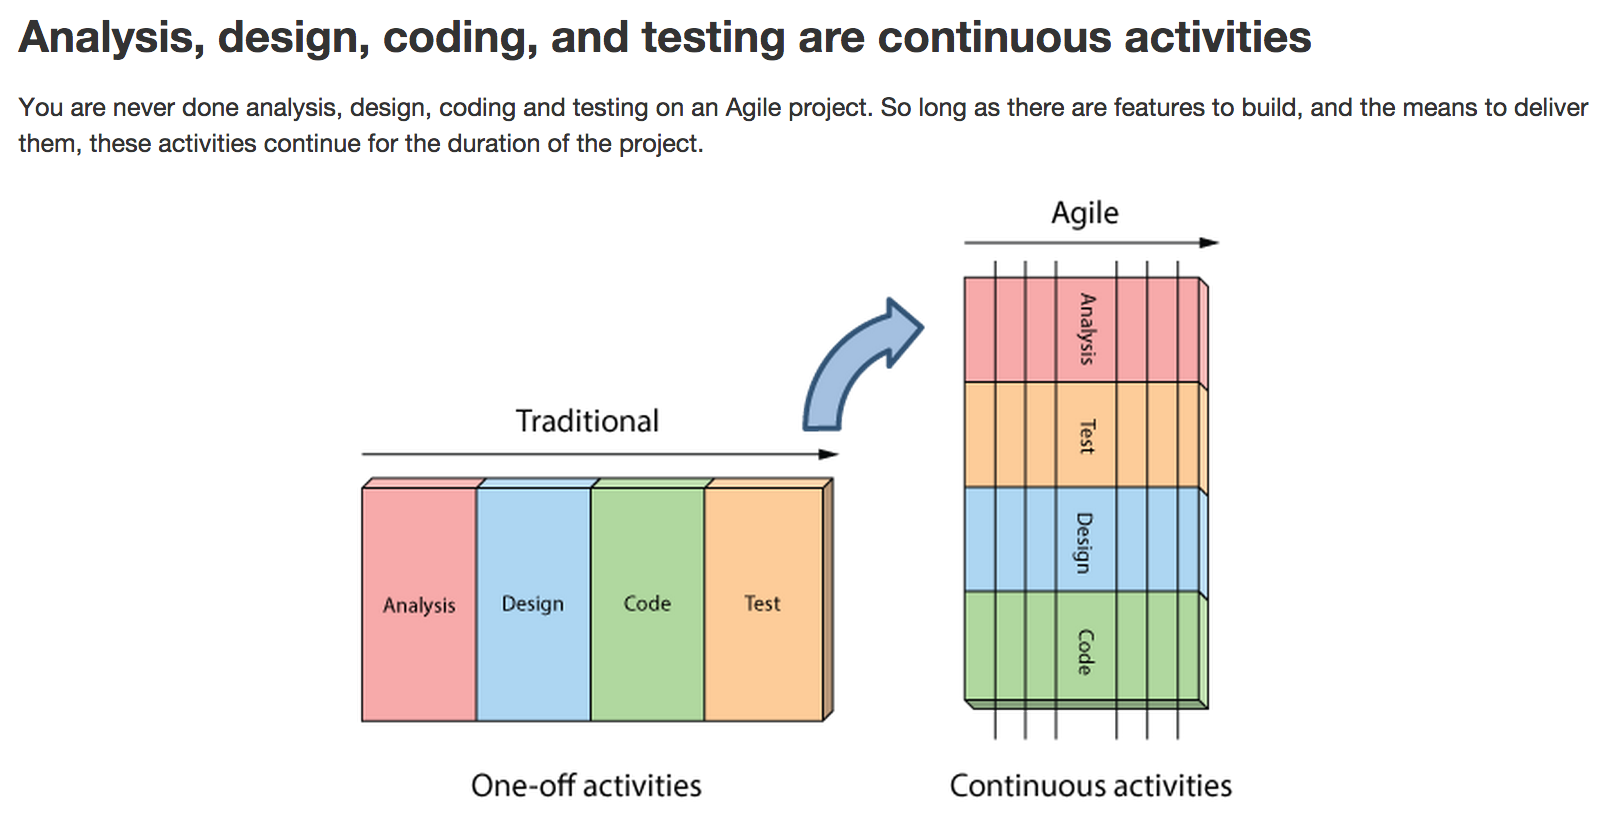 Analysis, design, coding, and testing are continuous activities
You are never done analysis, design, coding and testing on an Agile project. So long as there are features to build, and the means to deliver
them, these activities continue for the duration of the project.
Agile
Analysis
Test
Design
Code
Traditional
Analysis
Design
Code
Test
One-off activities
Continuous activities